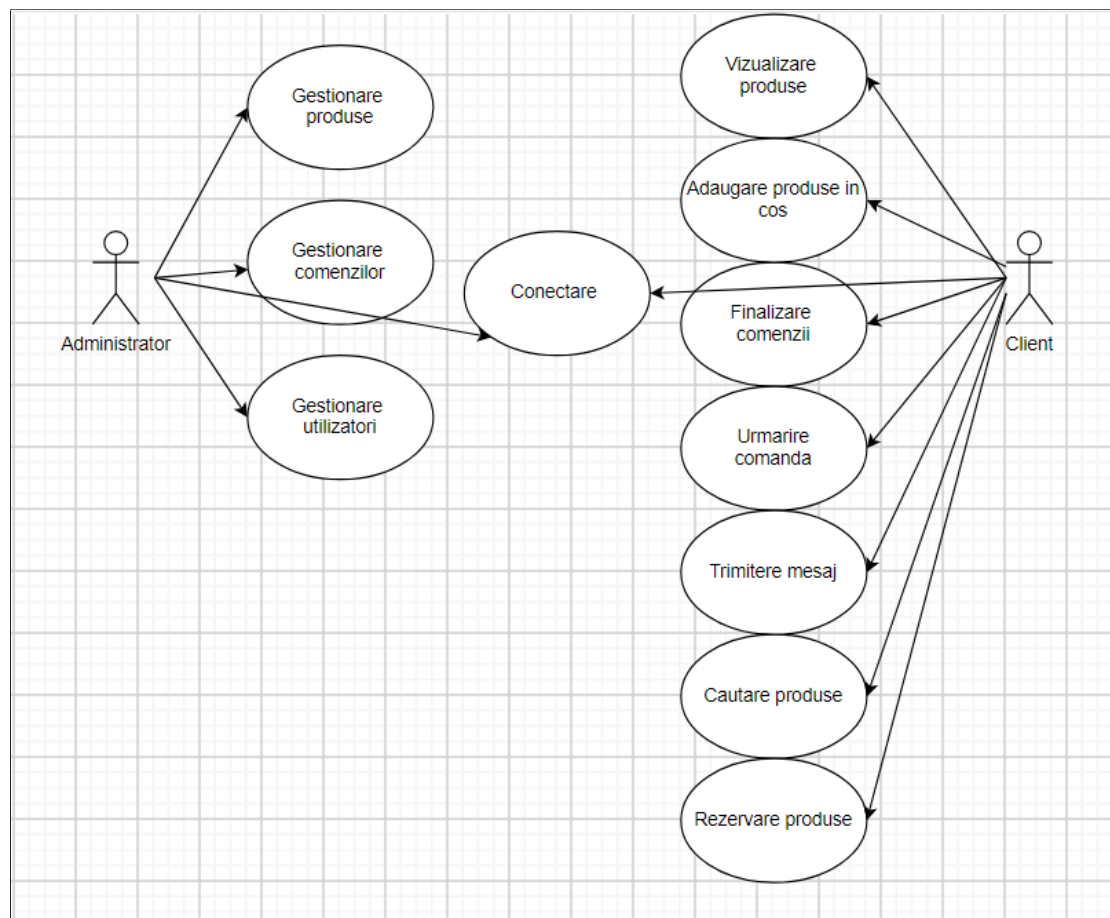 Gestionare
produse
Gestionare
comenzilor
Administrator
Gestionare
utilizatori
Conectare
Vizualizare
produse
Adaugare produse in
cos
Finalizare
comenzii
Client
Urmarire
comanda
Trimitere mesaj
Cautare produse
Rezervare produse